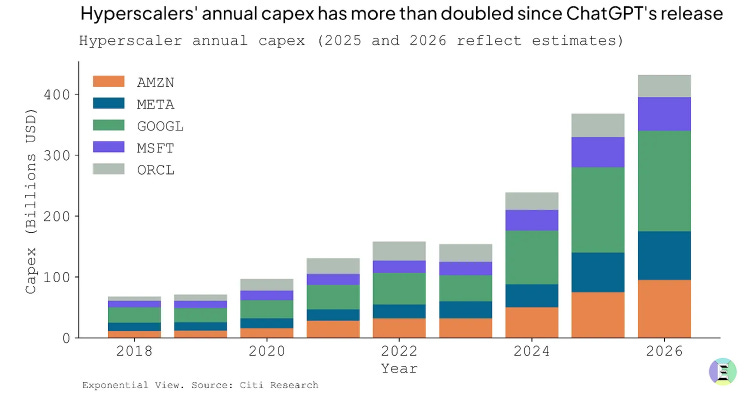 Hyperscalers' annual capex has more than doubled since ChatGPT's release
Hyperscaler annual capex (2025 and 2026 reflect estimates)
Capex (Billions USD)
400
300
200
100
0
AMZN
META
GOOGL
MSFT
ORCL
2018
2020
2022
2024
2026
Year
Exponential View. Source: Citi Research